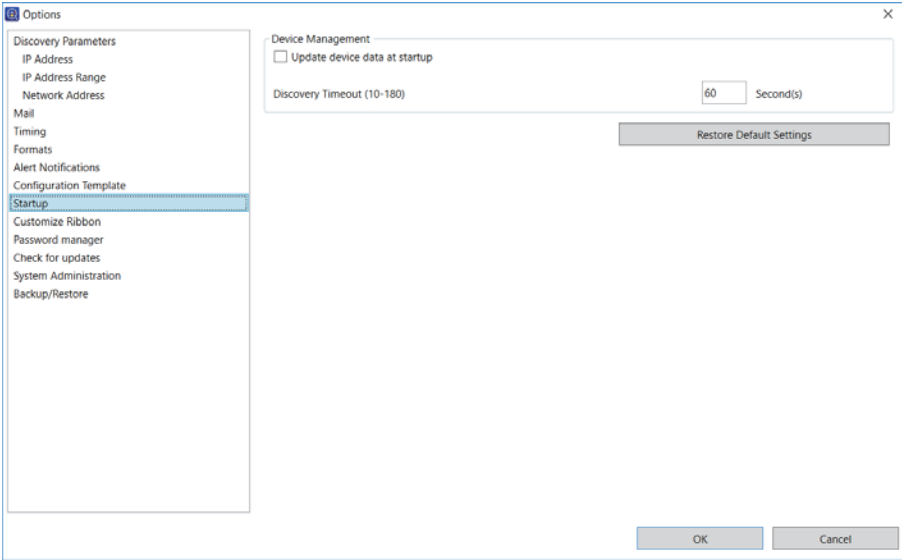 Options
Discovery Parameters
IP Address
IP Address Range
Network Address
Mail
Timing
Formats
Alert Notifications
Configuration Template
Startup
Customize Ribbon
Password manager
Check for updates
System Administration
Backup/Restore
Device Management
Update device data at startup
Discovery Timeout (10-180) 60 Second(s)
Restore Default Settings
OK Cancel